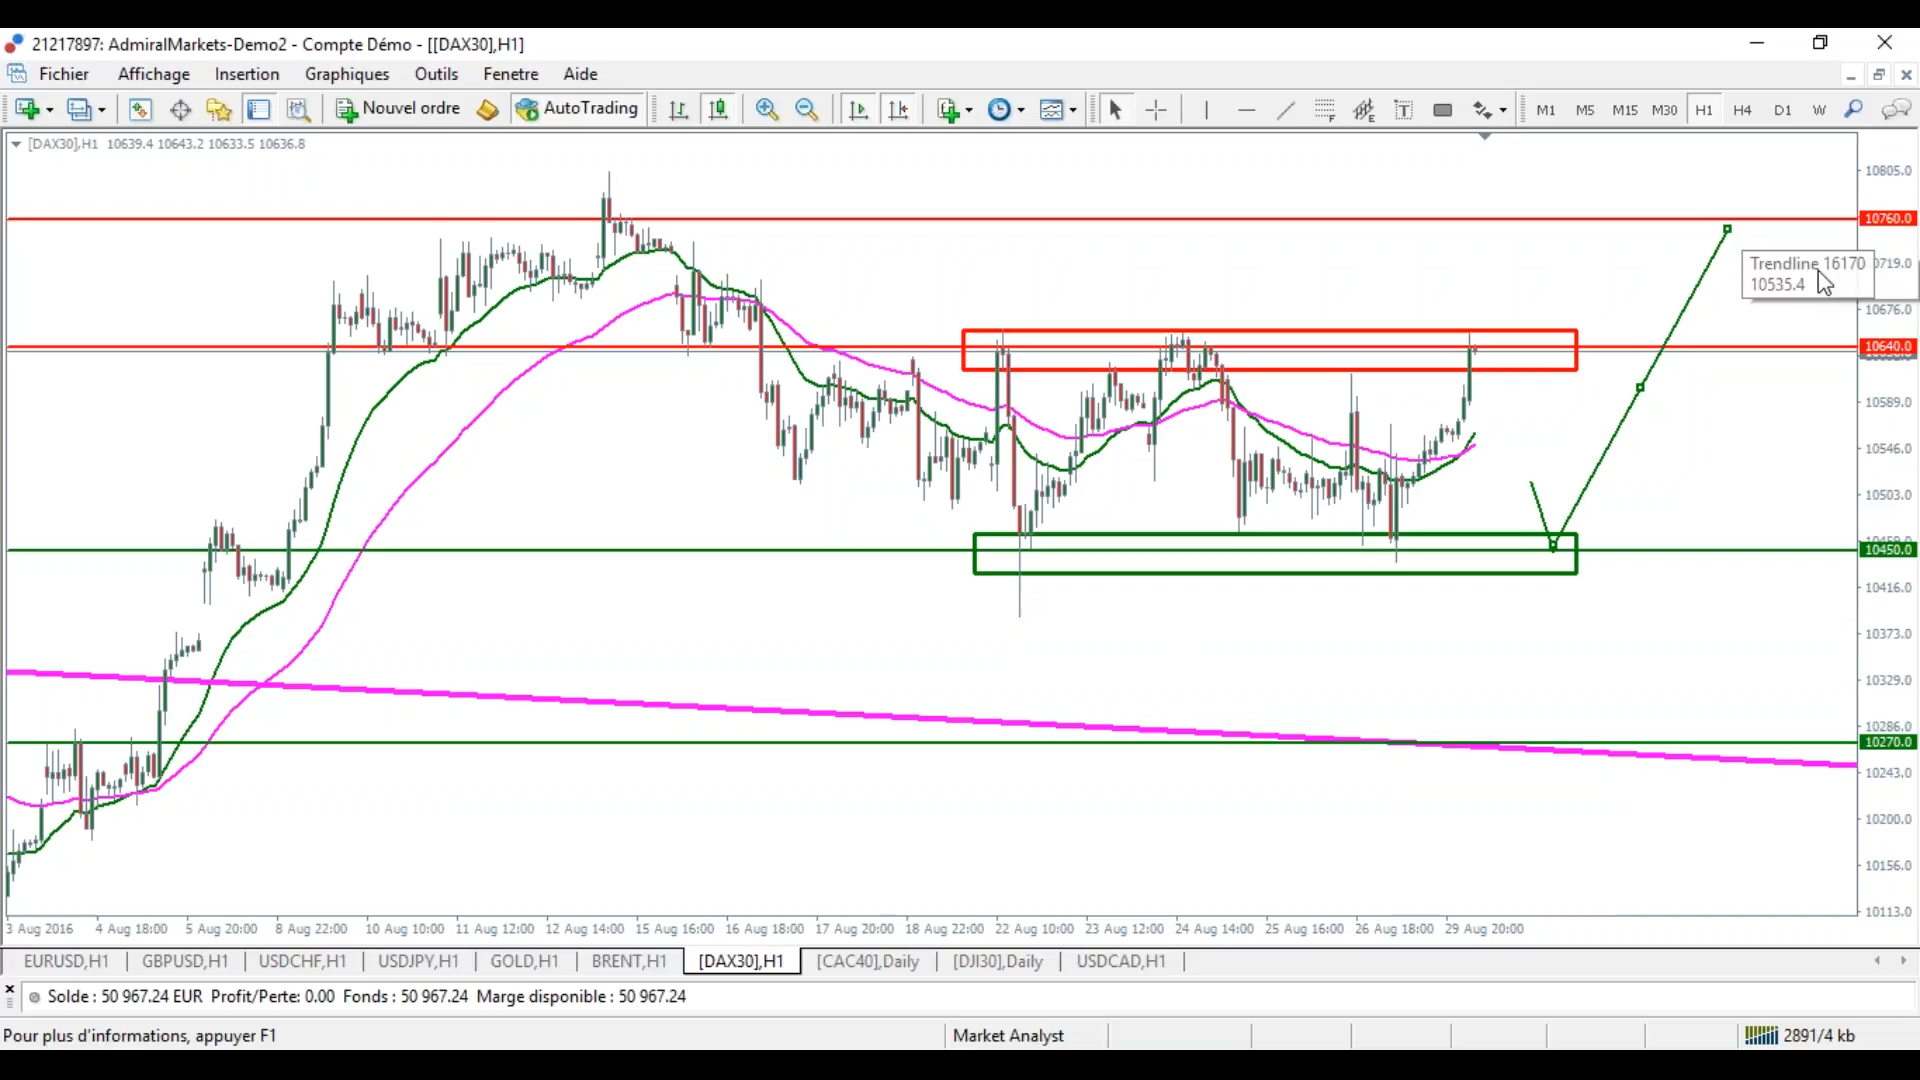 21217897: AdmiralMarkets-Demo2 - Compte Démo - [[DAX30],H1]
Fichier Affichage Insertion Graphiques Outils Fenetre Aide
Nouvel ordre AutoTrading M1 M5 M15 M30 H1 H4 D1 W
[DAX30],H1 10639.4 10643.2 10633.5 10636.8
10805.0
10760.0
Trendline 16170
10535.4
0719.0
10676.0
10640.0
10589.0
10546.0
10503.0
10450.0
10416.0
10373.0
10329.0
10286.0
10270.0
10243.0
10200.0
10156.0
10113.0
3 Aug 2016 4 Aug 18:00 5 Aug 20:00 8 Aug 22:00 10 Aug 10:00 11 Aug 12:00 12 Aug 14:00 15 Aug 16:00 16 Aug 18:00 17 Aug 20:00 18 Aug 22:00 22 Aug 10:00 23 Aug 12:00 24 Aug 14:00 25 Aug 16:00 26 Aug 18:00 29 Aug 20:00
EURUSD,H1 GBPUSD,H1 USDCHF,H1 USDJPY,H1 GOLD,H1 BRENT,H1 [DAX30],H1 [CAC40],Daily [DJI30],Daily USDCAD,H1
Solde : 50 967.24 EUR Profit/Perte: 0.00 Fonds : 50 967.24 Marge disponible : 50 967.24
Pour plus d'informations, appuyer F1 Market Analyst 2891/4 kb